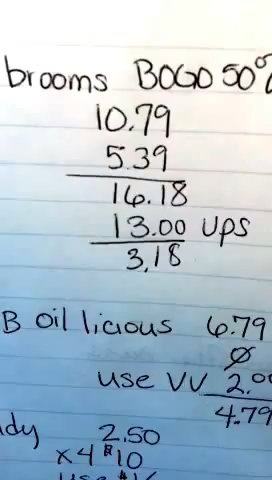 brooms BOGO 50%
10.79
5.39
16.18
13.00 ups
3.18
B oil licious 6.79
Ø
use VV 2.00
4.79
dy 2.50
x4 $10